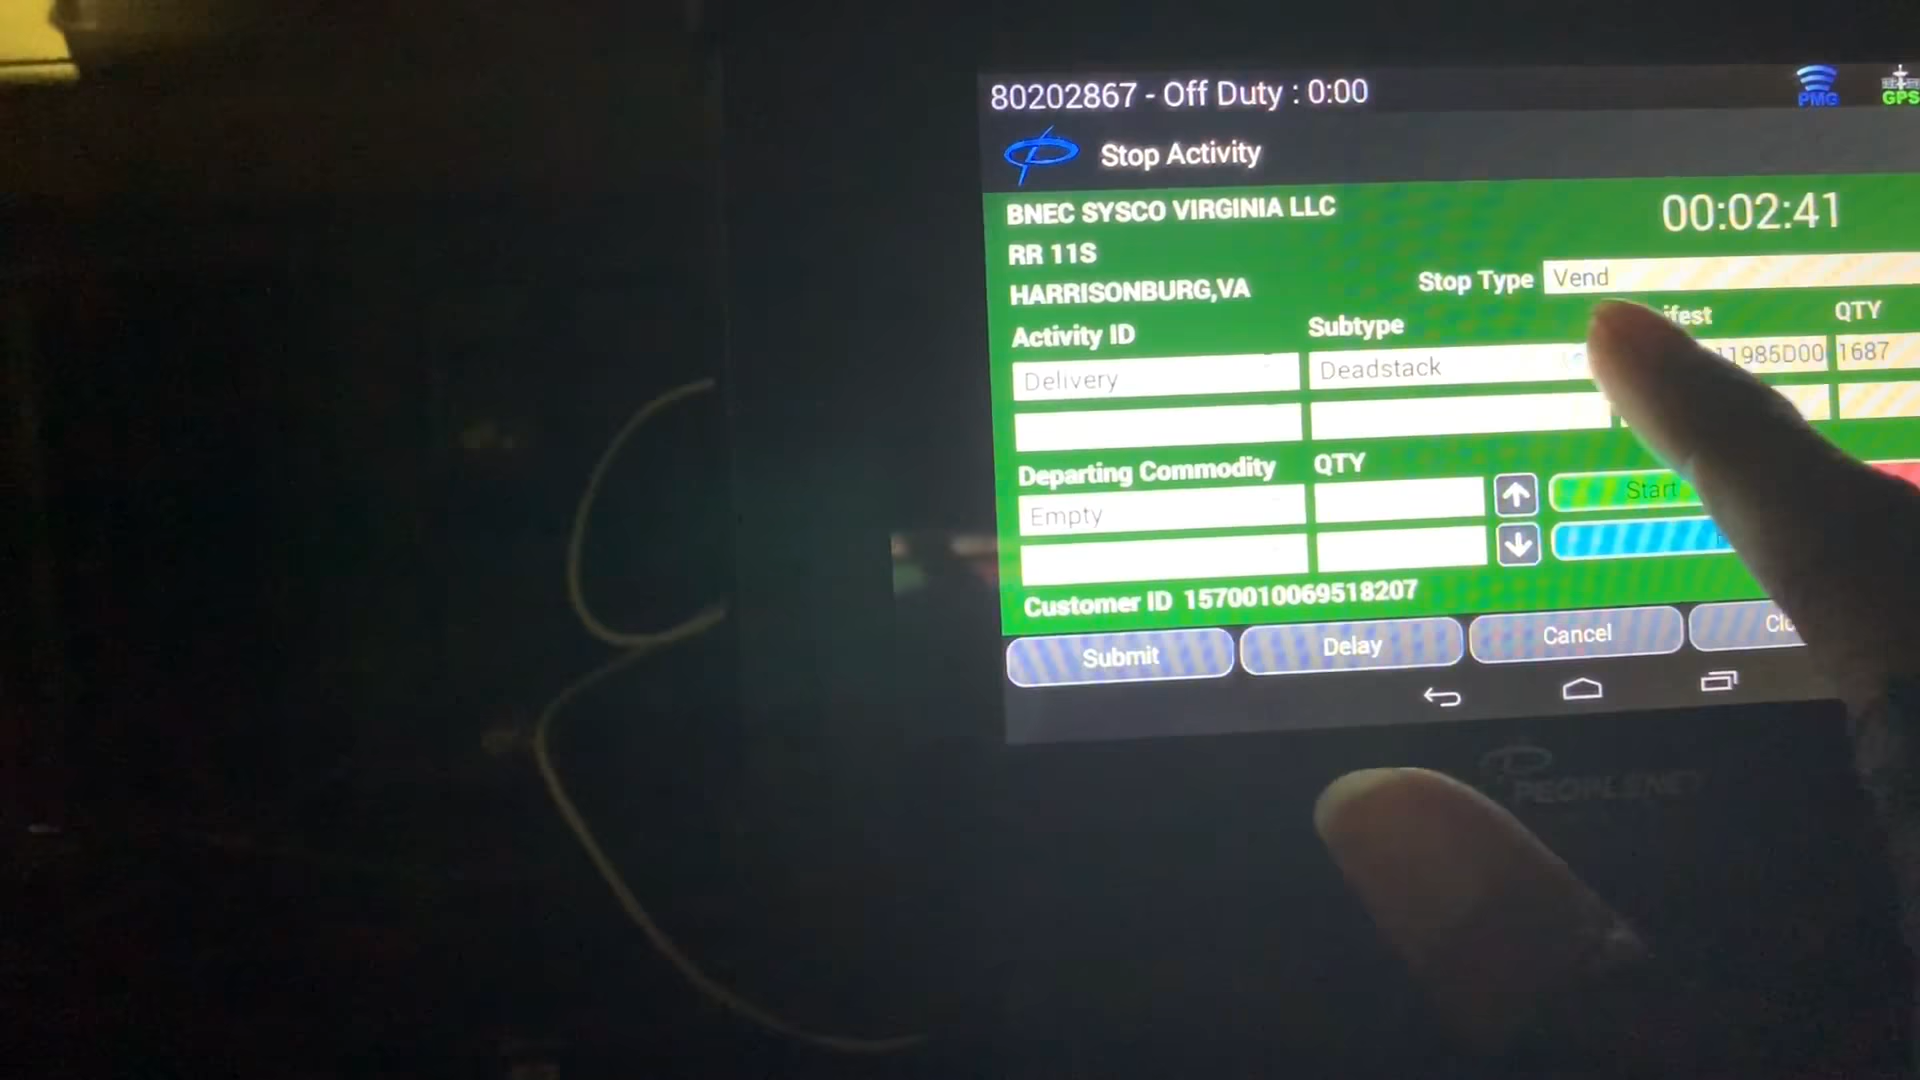 80202867 - Off Duty : 0:00
PMG
GPS
Stop Activity
BNEC SYSCO VIRGINIA LLC
00:02:41
RR 11S
HARRISONBURG,VA
Stop Type Vend
Activity ID Subtype QTY
Delivery Deadstack 11985D00 1687
Departing Commodity QTY
Empty
Start
Customer ID 1570010069518207
Submit Delay Cancel
PEOPLENET